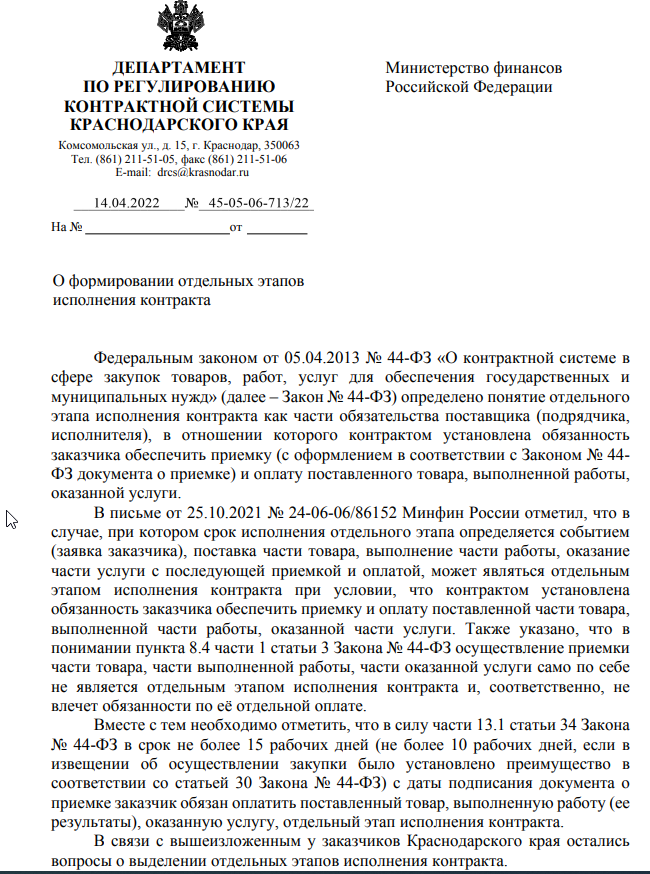 ДЕПАРТАМЕНТ
ПО РЕГУЛИРОВАНИЮ
КОНТРАКТНОЙ СИСТЕМЫ
КРАСНОДАРСКОГО КРАЯ
Комсомольская ул., д. 15, г. Краснодар, 350063
Тел. (861) 211-51-05, факс (861) 211-51-06
E-mail: drcs@krasnodar.ru
14.04.2022 № 45-05-06-713/22
На № от
Министерство финансов
Российской Федерации
О формировании отдельных этапов
исполнения контракта
Федеральным законом от 05.04.2013 № 44-ФЗ «О контрактной системе в
сфере закупок товаров, работ, услуг для обеспечения государственных и
муниципальных нужд» (далее – Закон № 44-ФЗ) определено понятие отдельного
этапа исполнения контракта как части обязательства поставщика (подрядчика,
исполнителя), в отношении которого контрактом установлена обязанность
заказчика обеспечить приемку (с оформлением в соответствии с Законом № 44-
ФЗ документа о приемке) и оплату поставленного товара, выполненной работы,
оказанной услуги.
В письме от 25.10.2021 № 24-06-06/86152 Минфин России отметил, что в
случае, при котором срок исполнения отдельного этапа определяется событием
(заявка заказчика), поставка части товара, выполнение части работы, оказание
части услуги с последующей приемкой и оплатой, может являться отдельным
этапом исполнения контракта при условии, что контрактом установлена
обязанность заказчика обеспечить приемку и оплату поставленной части товара,
выполненной части работы, оказанной части услуги. Также указано, что в
понимании пункта 8.4 части 1 статьи 3 Закона № 44-ФЗ осуществление приемки
части товара, части выполненной работы, части оказанной услуги само по себе
не является отдельным этапом исполнения контракта и, соответственно, не
влечет обязанности по её отдельной оплате.
Вместе с тем необходимо отметить, что в силу части 13.1 статьи 34 Закона
№ 44-ФЗ в срок не более 15 рабочих дней (не более 10 рабочих дней, если в
извещении об осуществлении закупки было установлено преимущество в
соответствии со статьей 30 Закона № 44-ФЗ) с даты подписания документа о
приемке заказчик обязан оплатить поставленный товар, выполненную работу (ее
результаты), оказанную услугу, отдельный этап исполнения контракта.
В связи с вышеизложенным у заказчиков Краснодарского края остались
вопросы о выделении отдельных этапов исполнения контракта.